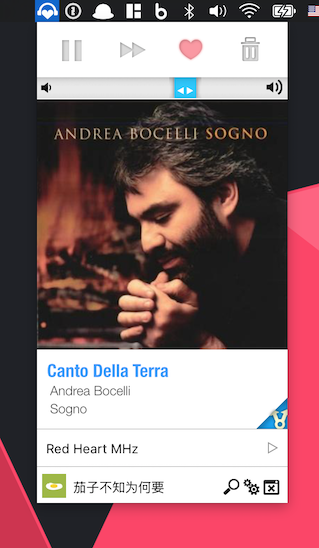 ANDREA BOCELLI SOGNO
Canto Della Terra
Andrea Bocelli
Sogno
Red Heart MHz
茄子不知为何要